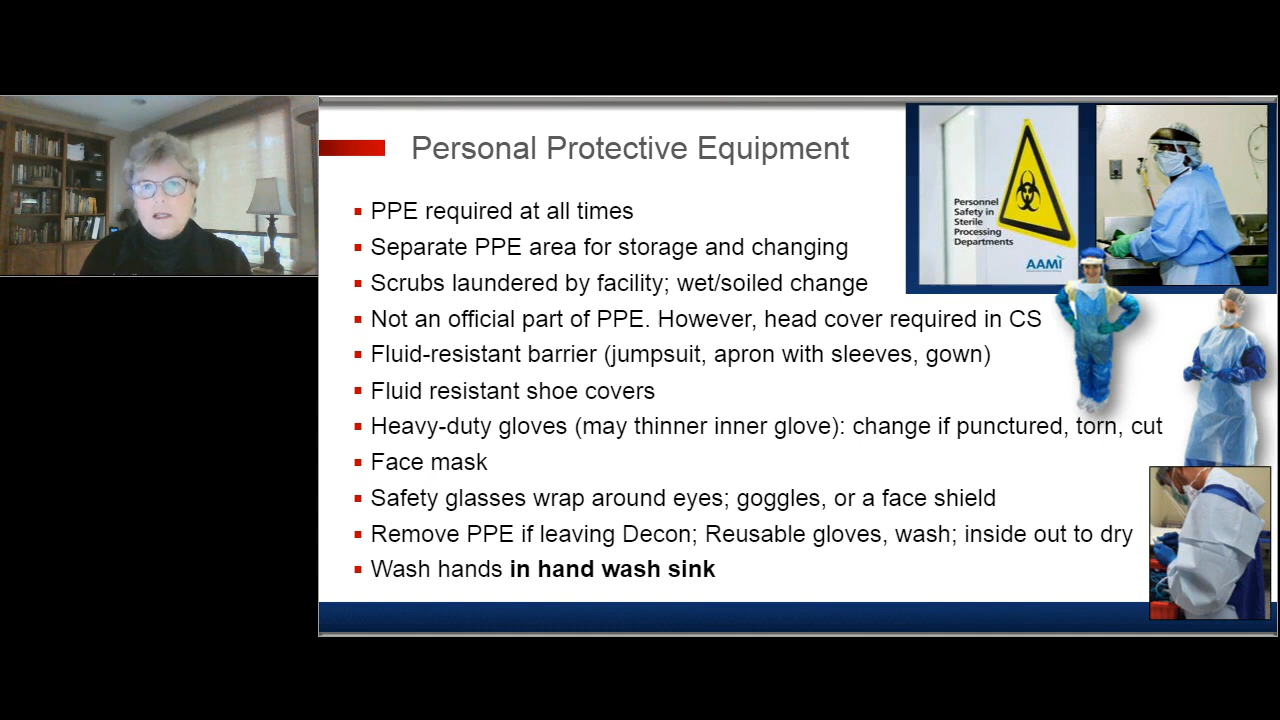 Personal Protective Equipment
PPE required at all times
Separate PPE area for storage and changing
Scrubs laundered by facility; wet/soiled change
Not an official part of PPE. However, head cover required in CS
Fluid-resistant barrier (jumpsuit, apron with sleeves, gown)
Fluid resistant shoe covers
Heavy-duty gloves (may thinner inner glove): change if punctured, torn, cut
Face mask
Safety glasses wrap around eyes; goggles, or a face shield
Remove PPE if leaving Decon; Reusable gloves, wash; inside out to dry
Wash hands in hand wash sink
Personnel
Safety in
Sterile
Processing
Departments
AAMI